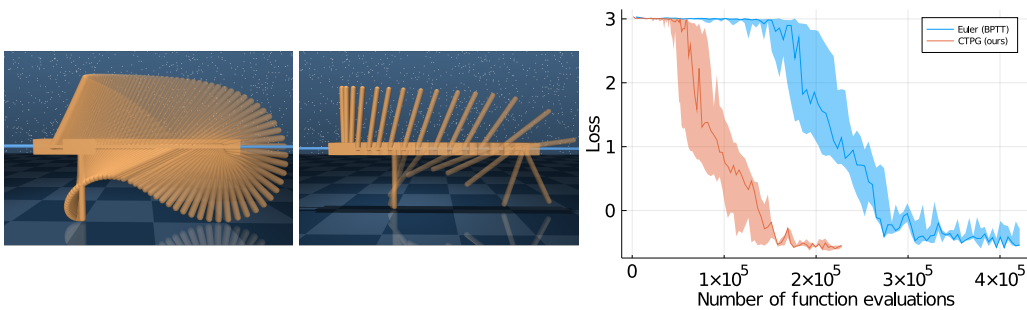 3
2
1
0
Loss
Euler (BPTT)
CTPG (ours)
0
1×10⁵
2×10⁵
3×10⁵
4×10⁵
Number of function evaluations